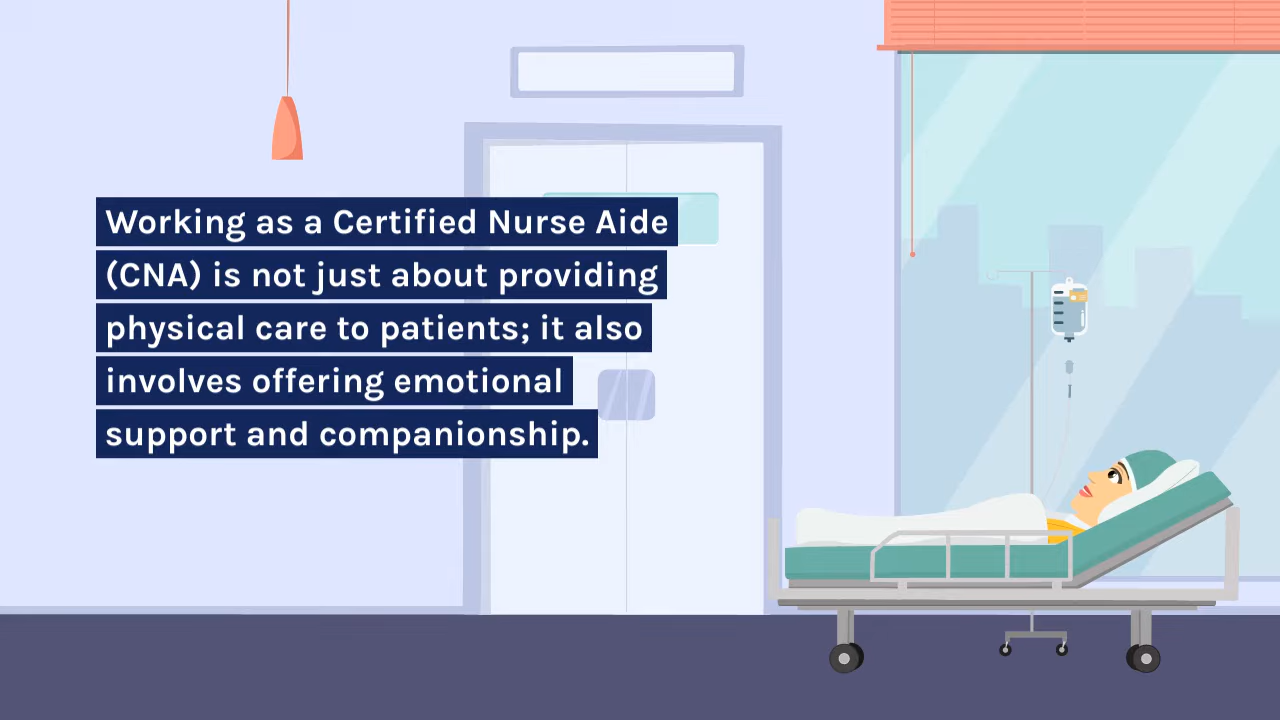 Working as a Certified Nurse Aide
(CNA) is not just about providing
physical care to patients; it also
involves offering emotional
support and companionship.